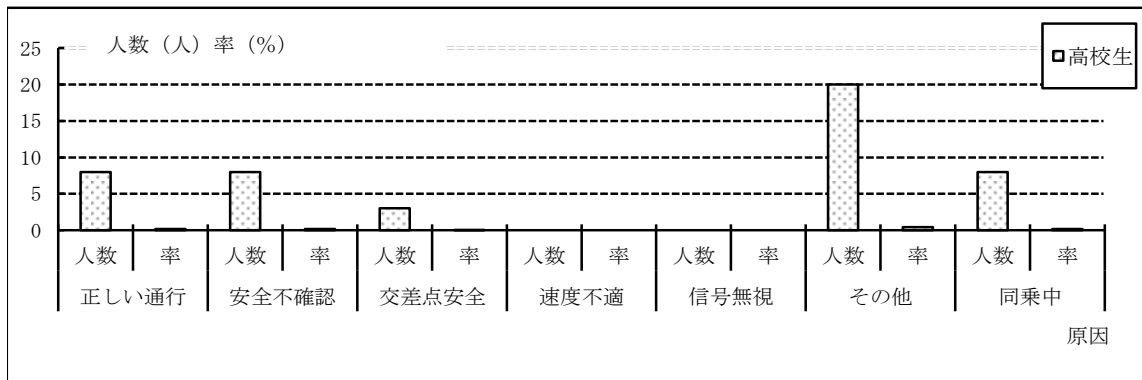 人数（人）率（%）
高校生
25
20
15
10
5
0
人数 率 人数 率 人数 率 人数 率 人数 率 人数 率 人数 率
正しい通行 安全不確認 交差点安全 速度不適 信号無視 その他 同乗中
原因